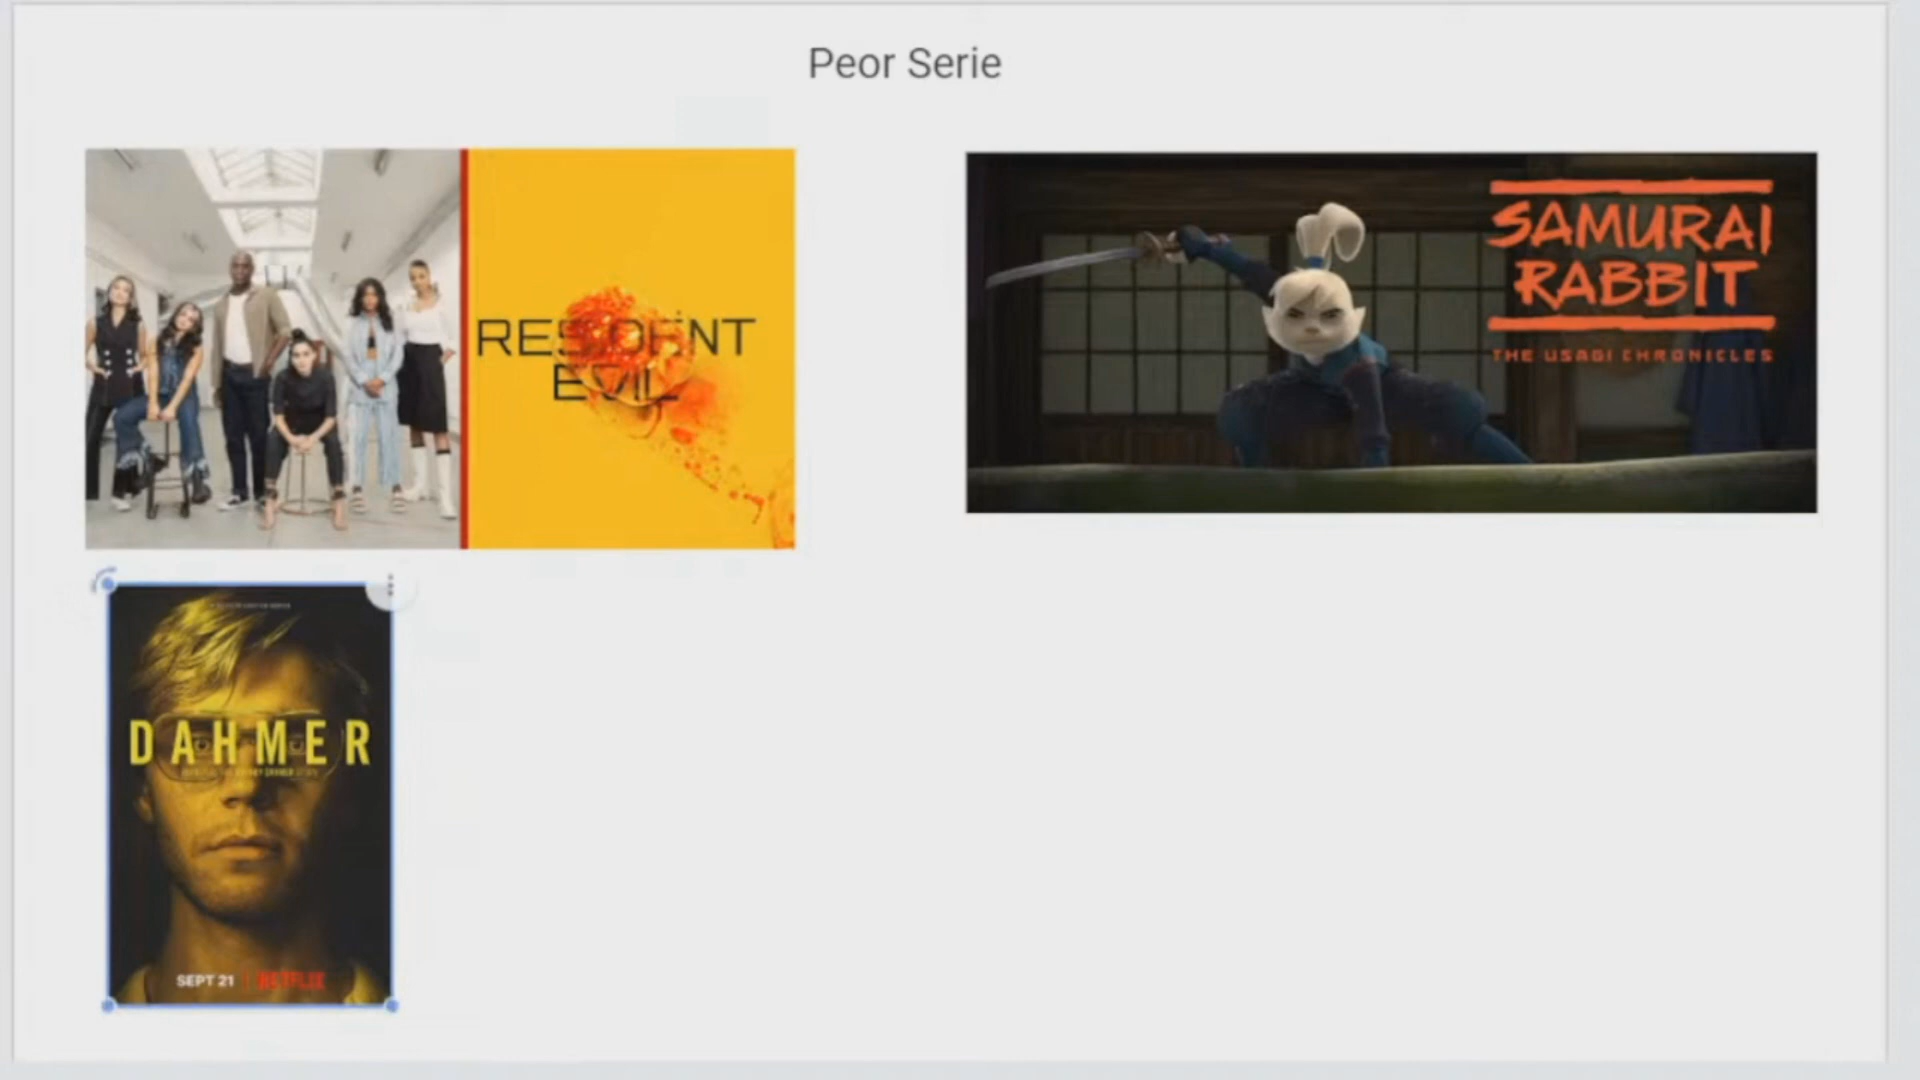 Peor Serie
RESIDENT
EVIL
SAMURAI
RABBIT
THE USAGI CHRONICLES
DAHMER
SEPT 21 | NETFLIX